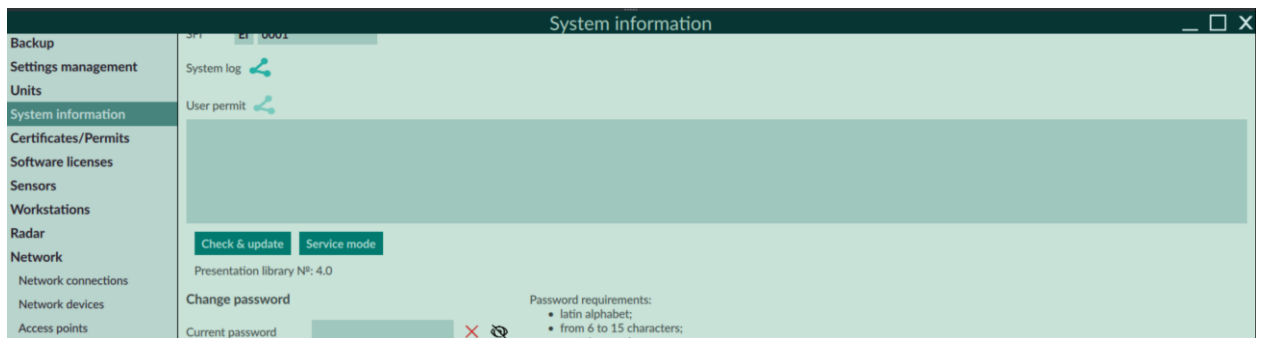 System information
Backup
Settings management
Units
System information
Certificates/Permits
Software licenses
Sensors
Workstations
Radar
Network
Network connections
Network devices
Access points
EI 0001
System log
User permit
Check & update Service mode
Presentation library №: 4.0
Change password
Current password
Password requirements:
• latin alphabet;
• from 6 to 15 characters;